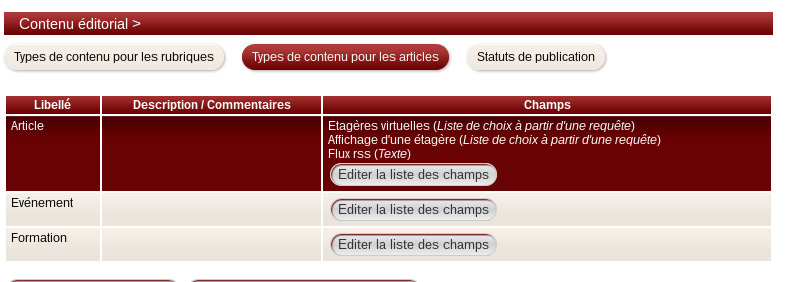 Contenu éditorial >
Types de contenu pour les rubriques
Types de contenu pour les articles
Statuts de publication
Libellé
Description / Commentaires
Champs
Article
Etagères virtuelles (Liste de choix à partir d'une requête)
Affichage d'une étagère (Liste de choix à partir d'une requête)
Flux rss (Texte)
Editer la liste des champs
Evénement
Editer la liste des champs
Formation
Editer la liste des champs